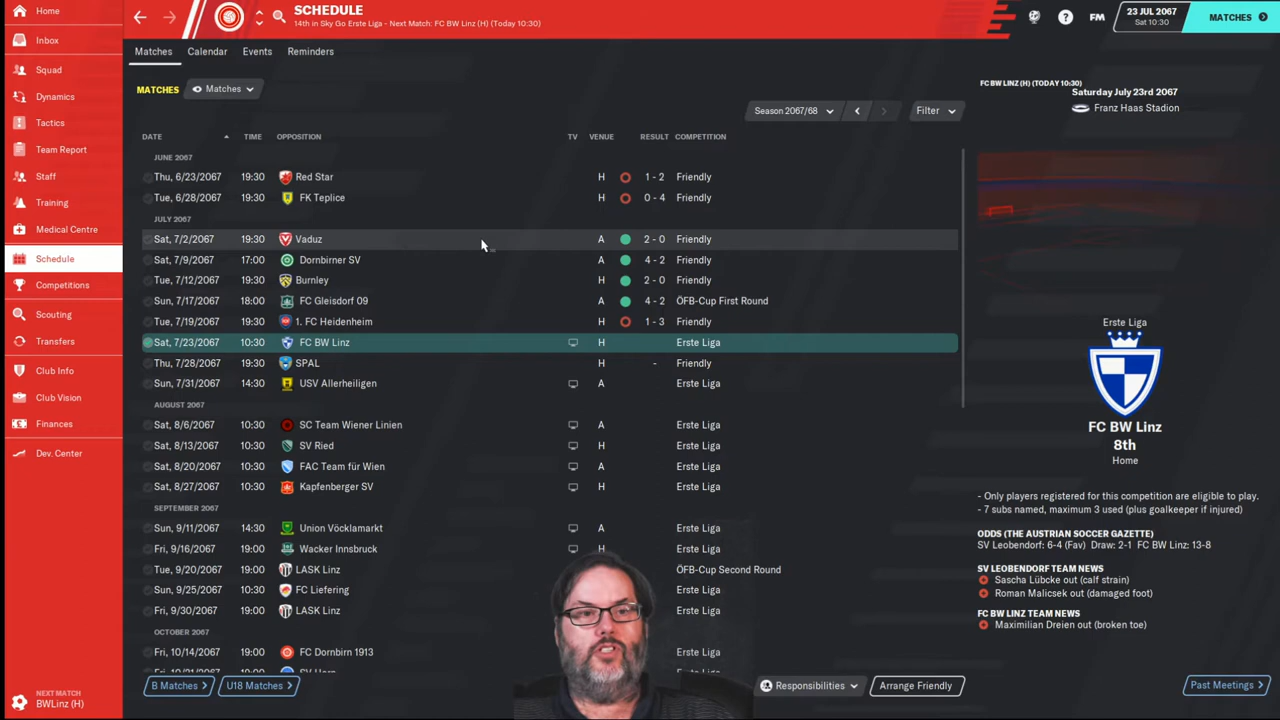 Home
SCHEDULE
14th in Sky Go Erste Liga - Next Match: FC BW Linz (H) (Today 10:30)
FM
23 JUL 2067
Sat 10:30
MATCHES
Inbox
Squad
Dynamics
Tactics
Team Report
Staff
Training
Medical Centre
Schedule
Competitions
Scouting
Transfers
Club Info
Club Vision
Finances
Dev. Center
NEXT MATCH
BWLinz (H)
Matches Calendar Events Reminders
MATCHES Matches
Season 2067/68 Filter
DATE TIME OPPOSITION TV VENUE RESULT COMPETITION
JUNE 2067
Thu, 6/23/2067 19:30 Red Star H 1 - 2 Friendly
Tue, 6/28/2067 19:30 FK Teplice H 0 - 4 Friendly
JULY 2067
Sat, 7/2/2067 19:30 Vaduz A 2 - 0 Friendly
Sat, 7/9/2067 17:00 Dornbirner SV A 4 - 2 Friendly
Tue, 7/12/2067 19:30 Burnley H 2 - 0 Friendly
Sun, 7/17/2067 18:00 FC Gleisdorf 09 A 4 - 2 ÖFB-Cup First Round
Tue, 7/19/2067 19:30 1. FC Heidenheim H 1 - 3 Friendly
Sat, 7/23/2067 10:30 FC BW Linz H Erste Liga
Thu, 7/28/2067 19:30 SPAL H - Friendly
Sun, 7/31/2067 14:30 USV Allerheiligen A Erste Liga
AUGUST 2067
Sat, 8/6/2067 10:30 SC Team Wiener Linien A Erste Liga
Sat, 8/13/2067 10:30 SV Ried H Erste Liga
Sat, 8/20/2067 10:30 FAC Team für Wien A Erste Liga
Sat, 8/27/2067 10:30 Kapfenberger SV H Erste Liga
SEPTEMBER 2067
Sun, 9/11/2067 14:30 Union Vöcklamarkt A Erste Liga
Fri, 9/16/2067 19:00 Wacker Innsbruck H Erste Liga
Tue, 9/20/2067 19:00 LASK Linz ÖFB-Cup Second Round
Sun, 9/25/2067 10:30 FC Liefering Erste Liga
Fri, 9/30/2067 19:00 LASK Linz Erste Liga
OCTOBER 2067
Fri, 10/14/2067 19:00 FC Dornbirn 1913 Erste Liga
B Matches U18 Matches Responsibilities Arrange Friendly Past Meetings
FC BW LINZ (H) (TODAY 10:30)
Saturday July 23rd 2067
Franz Haas Stadion
Erste Liga
FC BW Linz
8th
Home
- Only players registered for this competition are eligible to play.
- 7 subs named, maximum 3 used (plus goalkeeper if injured)
ODDS (THE AUSTRIAN SOCCER GAZETTE)
SV Leobendorf: 6-4 (Fav) Draw: 2-1 FC BW Linz: 13-8
SV LEOBENDORF TEAM NEWS
Sascha Lübcke out (calf strain)
Roman Malicsek out (damaged foot)
FC BW LINZ TEAM NEWS
Maximilian Dreien out (broken toe)